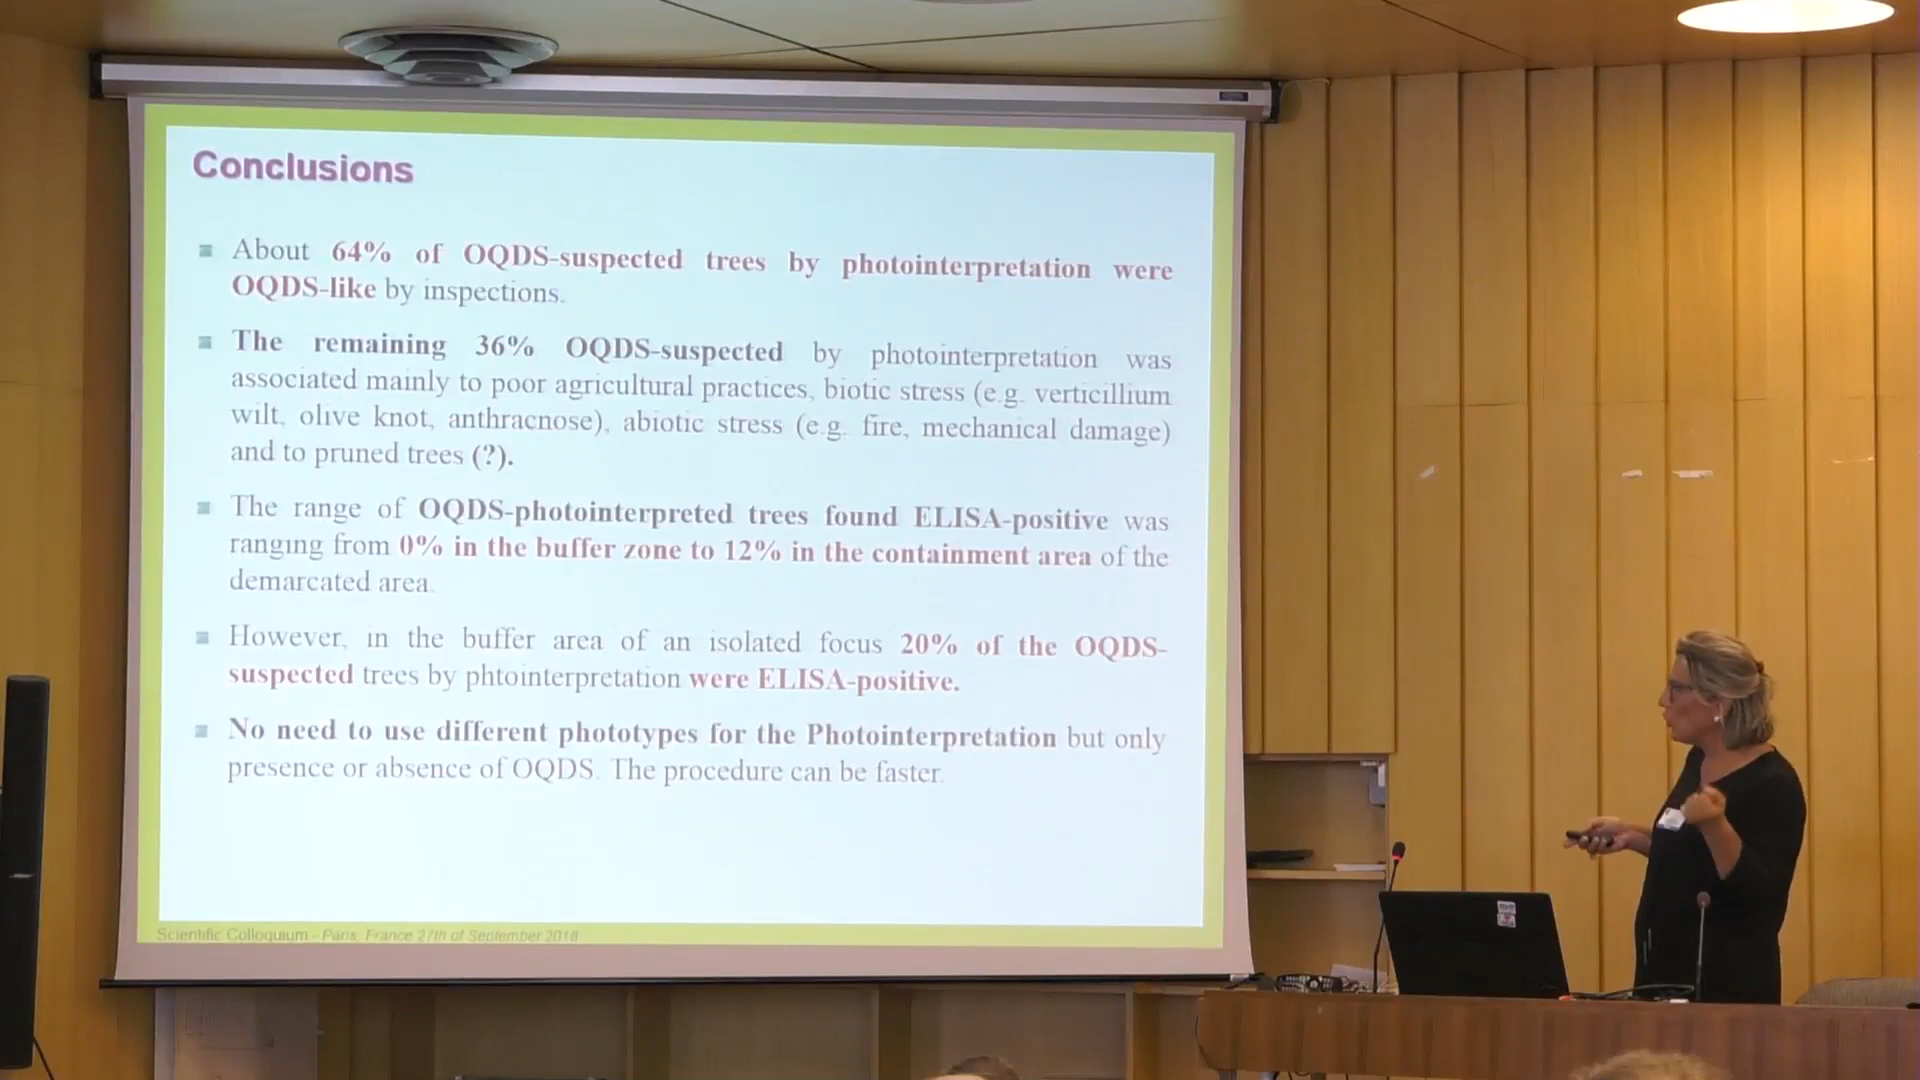 Conclusions
About 64% of OQDS-suspected trees by photointerpretation were
OQDS-like by inspections.
The remaining 36% OQDS-suspected by photointerpretation was
associated mainly to poor agricultural practices, biotic stress (e.g. verticillium
wilt, olive knot, anthracnose), abiotic stress (e.g. fire, mechanical damage)
and to pruned trees (?).
The range of OQDS-photointerpreted trees found ELISA-positive was
ranging from 0% in the buffer zone to 12% in the containment area of the
demarcated area.
However, in the buffer area of an isolated focus 20% of the OQDS-
suspected trees by phtointerpretation were ELISA-positive.
No need to use different phototypes for the Photointerpretation but only
presence or absence of OQDS. The procedure can be faster.
Scientific Colloquium - Paris, France 27th of September 2018